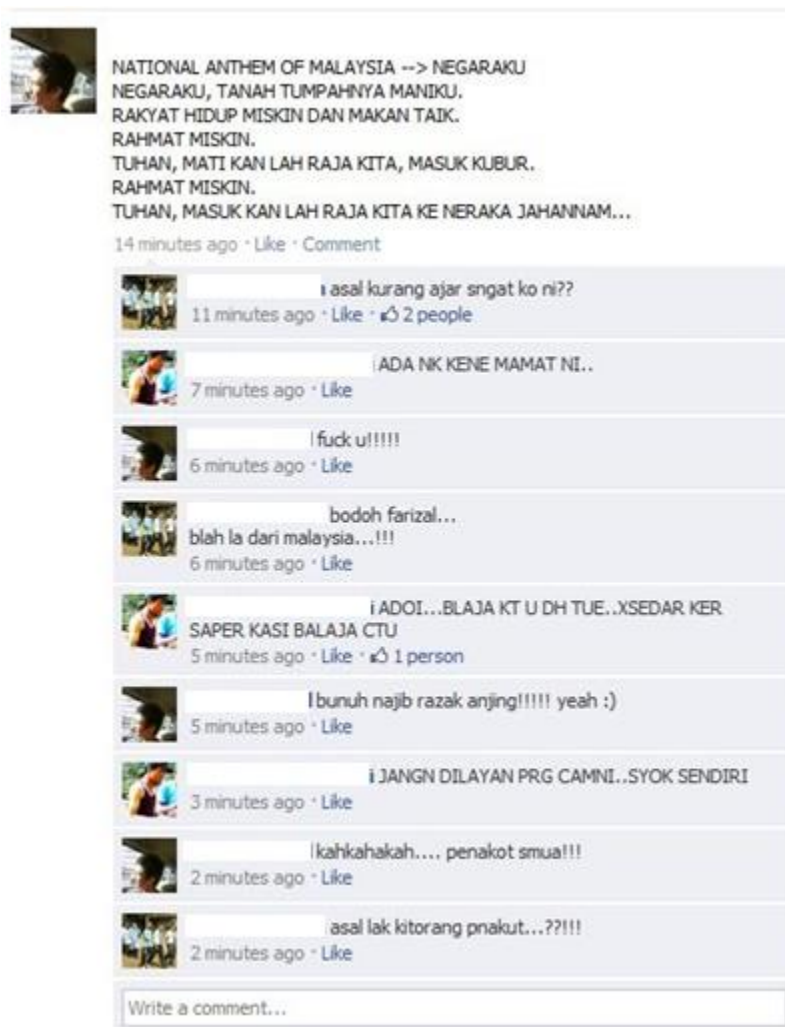 NATIONAL ANTHEM OF MALAYSIA --> NEGARAKU
NEGARAKU, TANAH TUMPAHNYA MANIKU.
RAKYAT HIDUP MISKIN DAN MAKAN TAIK.
RAHMAT MISKIN.
TUHAN, MATI KAN LAH RAJA KITA, MASUK KUBUR.
RAHMAT MISKIN.
TUHAN, MASUK KAN LAH RAJA KITA KE NERAKA JAHANNAM...
14 minutes ago · Like · Comment
asal kurang ajar sngat ko ni??
11 minutes ago · Like · 2 people
ADA NK KENE MAMAT NI..
7 minutes ago · Like
fuck u!!!!!
6 minutes ago · Like
bodoh farizal...
blah la dari malaysia...!!!
6 minutes ago · Like
ADOI...BLAJA KT U DH TUE..XSEDAR KER
SAPER KASI BALAJA CTU
5 minutes ago · Like · 1 person
bunuh najib razak anjing!!!!! yeah :)
5 minutes ago · Like
JANGN DILAYAN PRG CAMNI..SYOK SENDIRI
3 minutes ago · Like
kahkahakah.... penakot smua!!!
2 minutes ago · Like
asal lak kitorang pnakut...??!!!
2 minutes ago · Like
Write a comment...